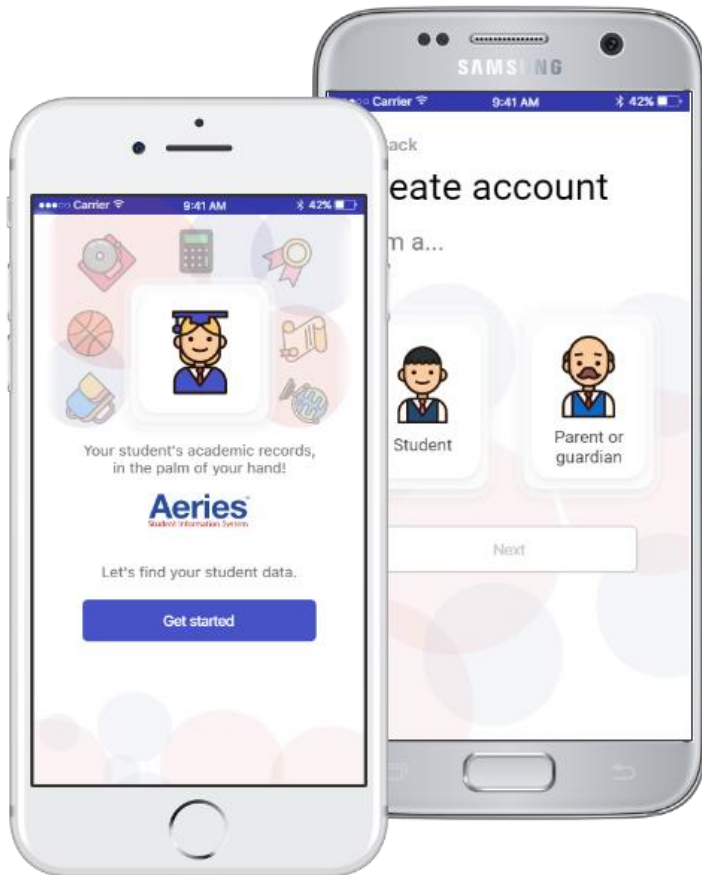 Carrier 9:41 AM 42%
Your student's academic records,
in the palm of your hand!
Aeries®
Student Information System
Let's find your student data.
Get started
SAMSUNG
Carrier 9:41 AM 42%
ack
eate account
m a...
Student
Parent or
guardian
Next